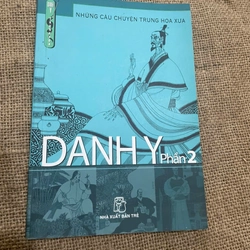 NHỮNG CÂU CHUYỆN TRUNG HOA XƯA
DANH Y
Phần 2
NHÀ XUẤT BẢN TRẺ